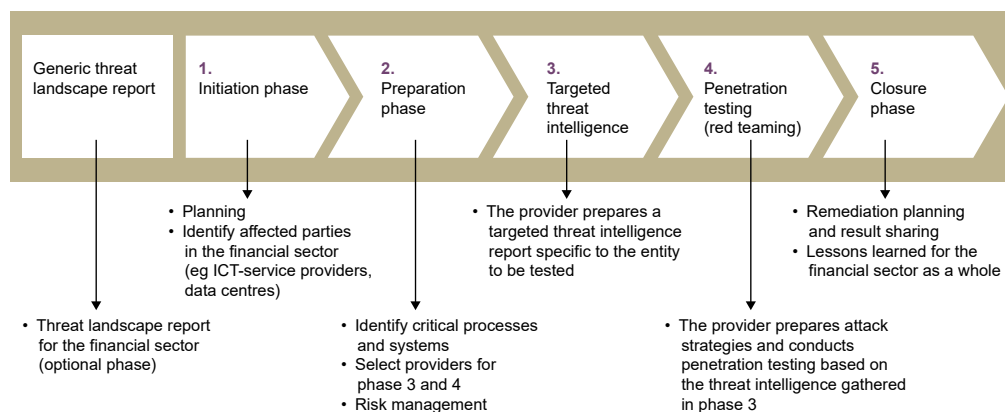 Generic threat
landscape report
1.
Initiation phase
2.
Preparation
phase
3.
Targeted
threat
intelligence
4.
Penetration
testing
(red teaming)
5.
Closure
phase
• Planning
• Identify affected parties
in the financial sector
(eg ICT-service providers,
data centres)
• The provider prepares a
targeted threat intelligence
report specific to the entity
to be tested
• Remediation planning
and result sharing
• Lessons learned for the
financial sector as a whole
• Threat landscape report
for the financial sector
(optional phase)
• Identify critical processes
and systems
• Select providers for
phase 3 and 4
• Risk management
• The provider prepares attack
strategies and conducts
penetration testing based on
the threat intelligence gathered
in phase 3